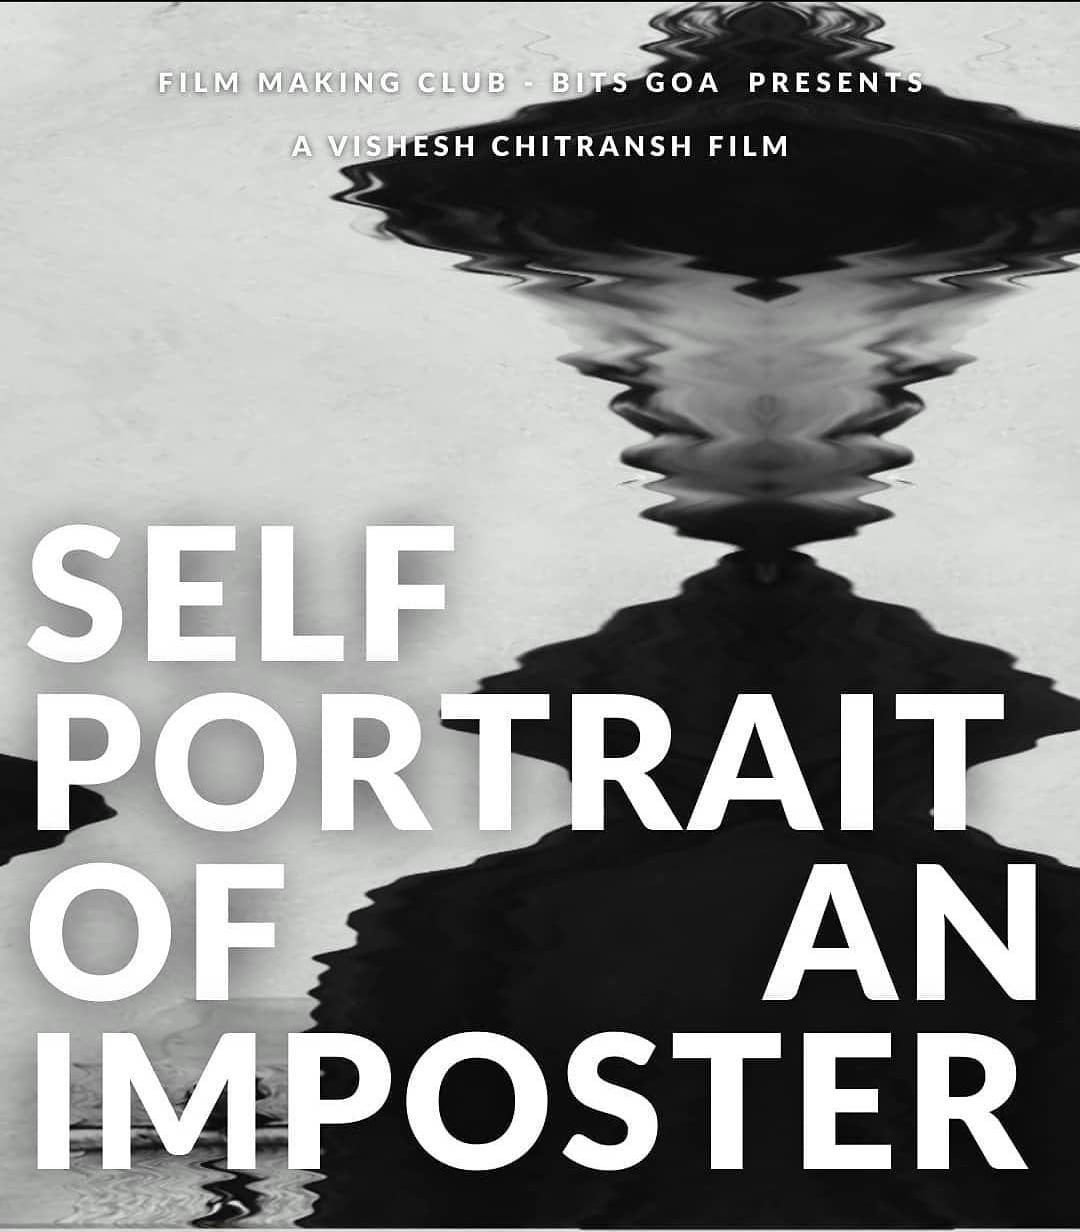 FILM MAKING CLUB - BITS GOA PRESENTS
A VISHESH CHITRANSH FILM
SELF
PORTRAIT
OF AN
IMPOSTER